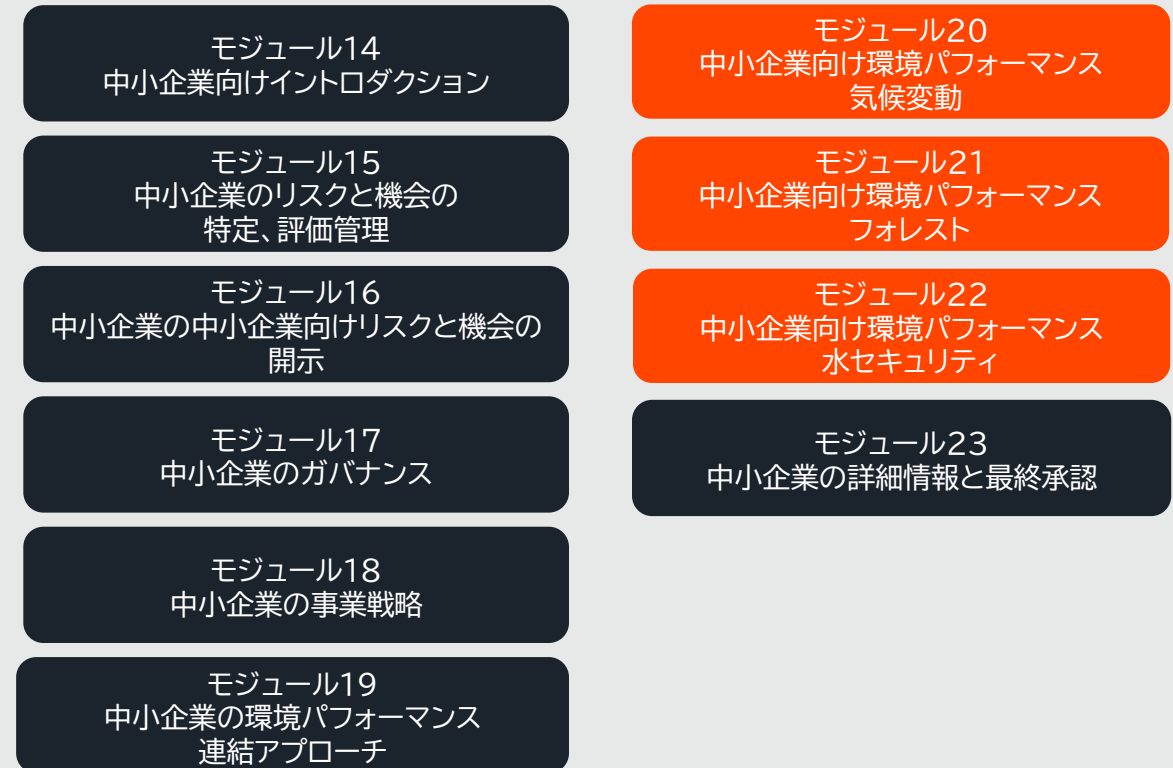 モジュール14
中小企業向けイントロダクション
モジュール15
中小企業のリスクと機会の
特定、評価管理
モジュール16
中小企業の中小企業向けリスクと機会の
開示
モジュール17
中小企業のガバナンス
モジュール18
中小企業の事業戦略
モジュール19
中小企業の環境パフォーマンス
連結アプローチ
モジュール20
中小企業向け環境パフォーマンス
気候変動
モジュール21
中小企業向け環境パフォーマンス
フォレスト
モジュール22
中小企業向け環境パフォーマンス
水セキュリティ
モジュール23
中小企業の詳細情報と最終承認